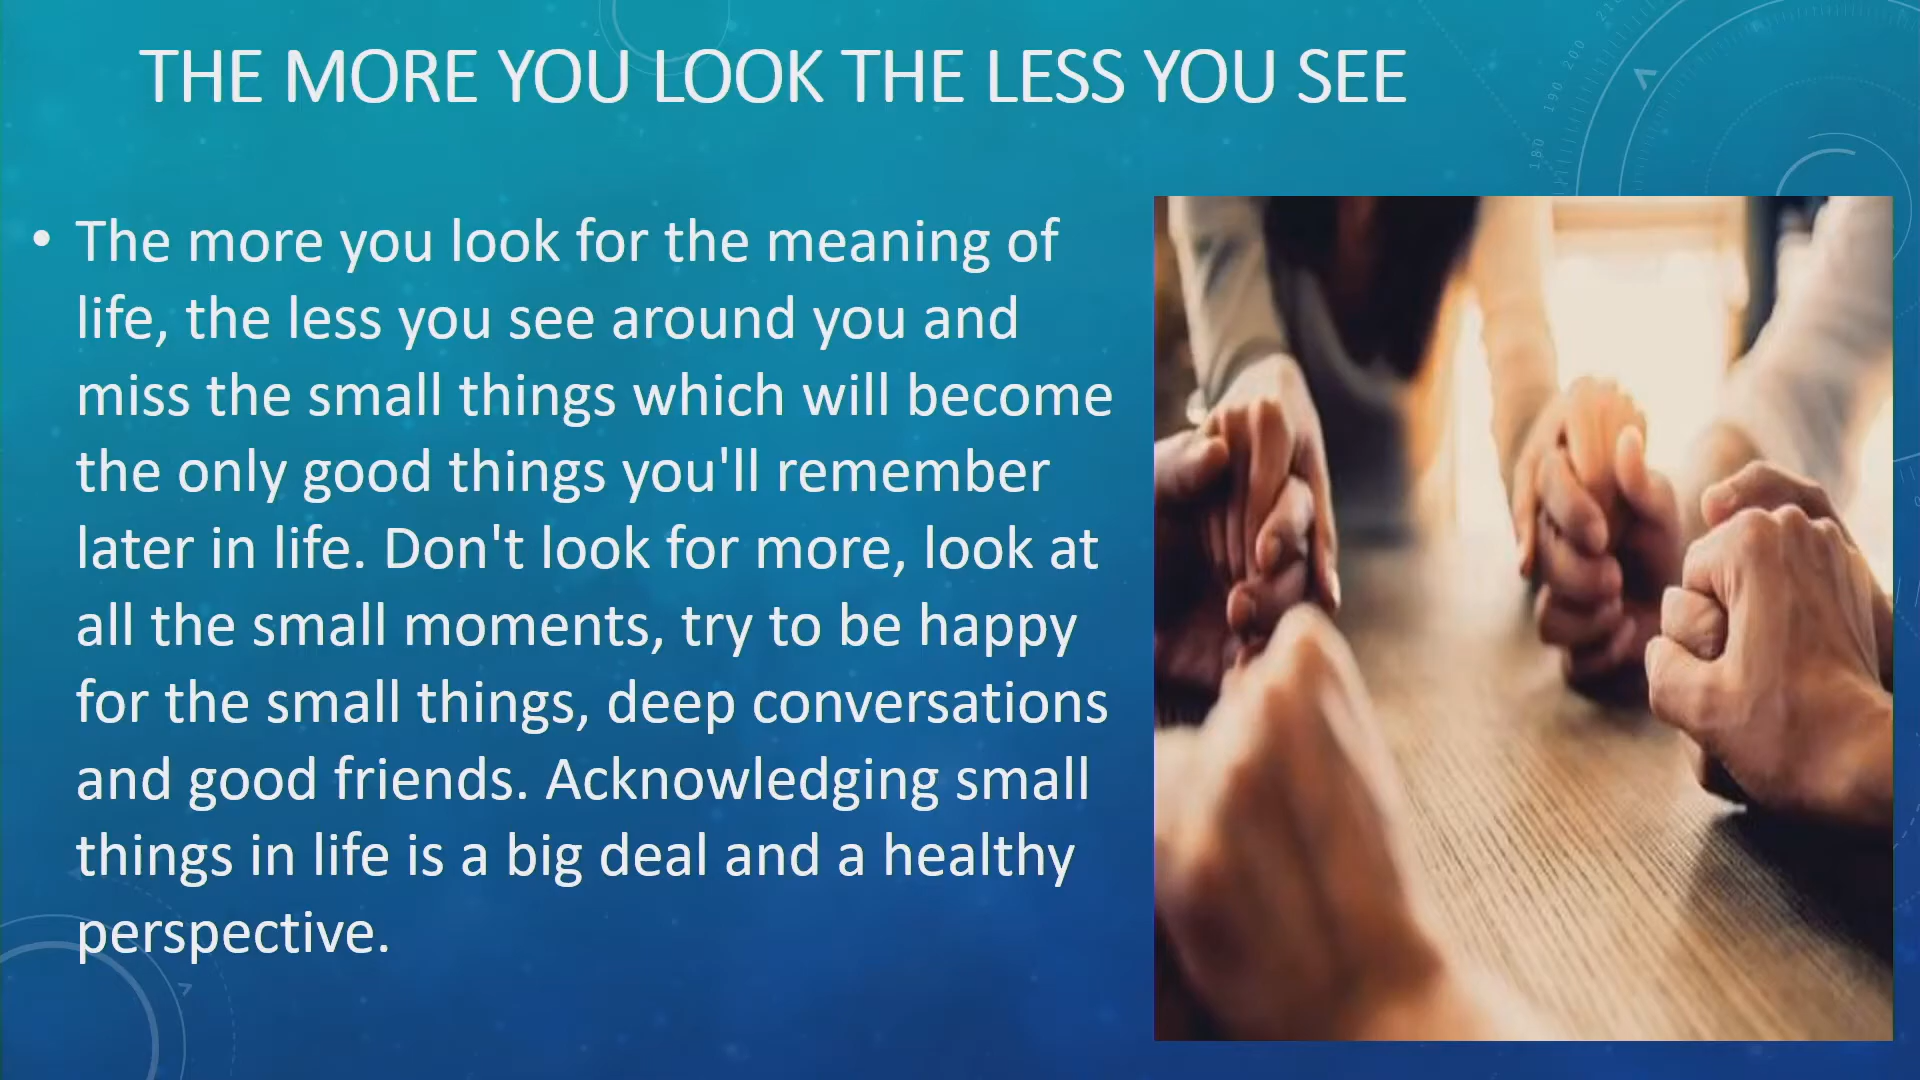 THE MORE YOU LOOK THE LESS YOU SEE
• The more you look for the meaning of
life, the less you see around you and
miss the small things which will become
the only good things you'll remember
later in life. Don't look for more, look at
all the small moments, try to be happy
for the small things, deep conversations
and good friends. Acknowledging small
things in life is a big deal and a healthy
perspective.
180
190
200